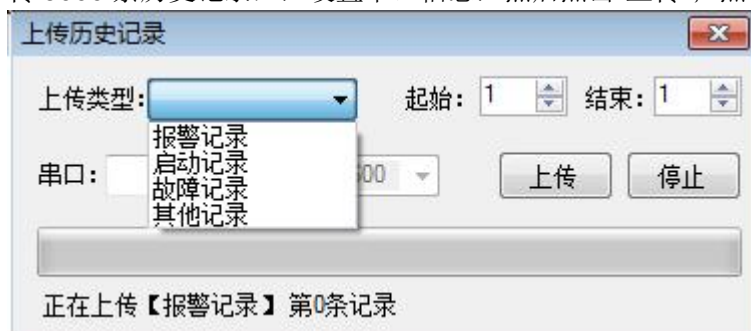 上传历史记录
上传类型: 起始: 1 结束: 1
报警记录
启动记录
故障记录
其他记录
串口: 600 上传 停止
正在上传【报警记录】第0条记录